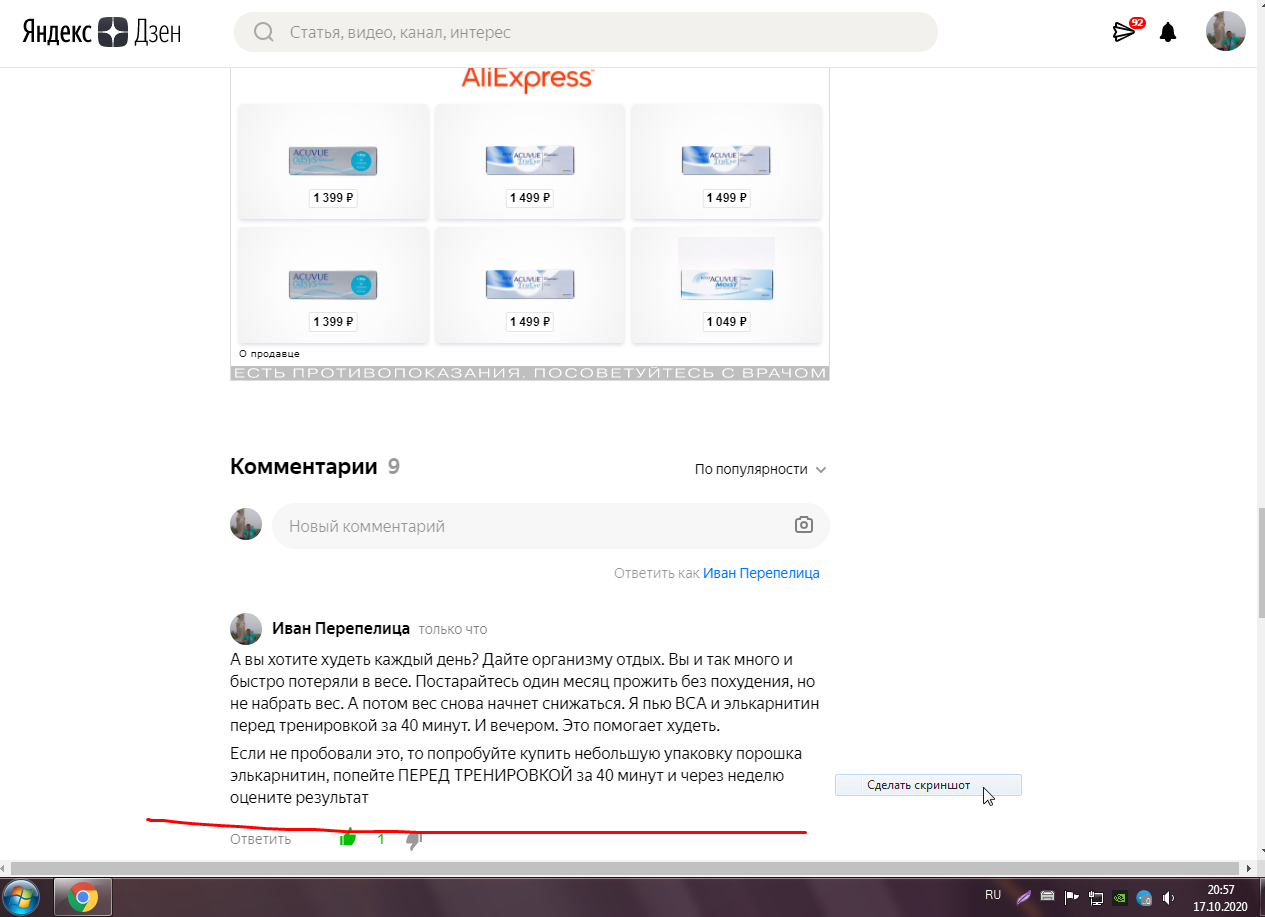 Яндекс Дзен
Статья, видео, канал, интерес
92
AliExpress
ACUVUE
OASYS
ACUVUE
TruEye
ACUVUE
TruEye
1 399 ₽
1 499 ₽
1 499 ₽
ACUVUE
OASYS
ACUVUE
TruEye
ACUVUE
MOIST
1 399 ₽
1 499 ₽
1 049 ₽
О продавце
ЕСТЬ ПРОТИВОПОКАЗАНИЯ. ПОСОВЕТУЙТЕСЬ С ВРАЧОМ
Комментарии 9
По популярности
Новый комментарий
Ответить как Иван Перепелица
Иван Перепелица только что
А вы хотите худеть каждый день? Дайте организму отдых. Вы и так много и
быстро потеряли в весе. Постарайтесь один месяц прожить без похудения, но
не набрать вес. А потом вес снова начнет снижаться. Я пью ВСА и элькарнитин
перед тренировкой за 40 минут. И вечером. Это помогает худеть.
Если не пробовали это, то попробуйте купить небольшую упаковку порошка
элькарнитин, попейте ПЕРЕД ТРЕНИРОВКОЙ за 40 минут и через неделю
оцените результат
Сделать скриншот
Ответить 1
RU
20:57
17.10.2020